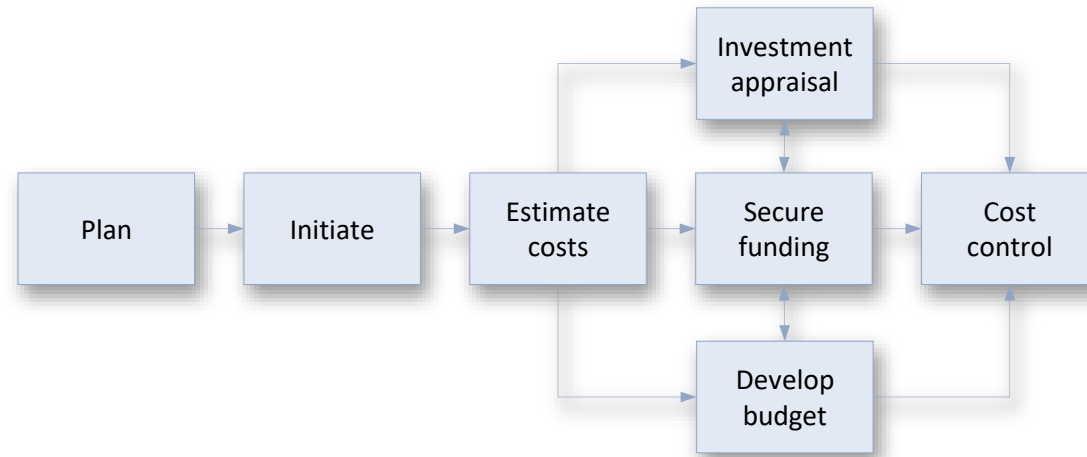 Plan
Initiate
Estimate
costs
Investment
appraisal
Secure
funding
Develop
budget
Cost
control